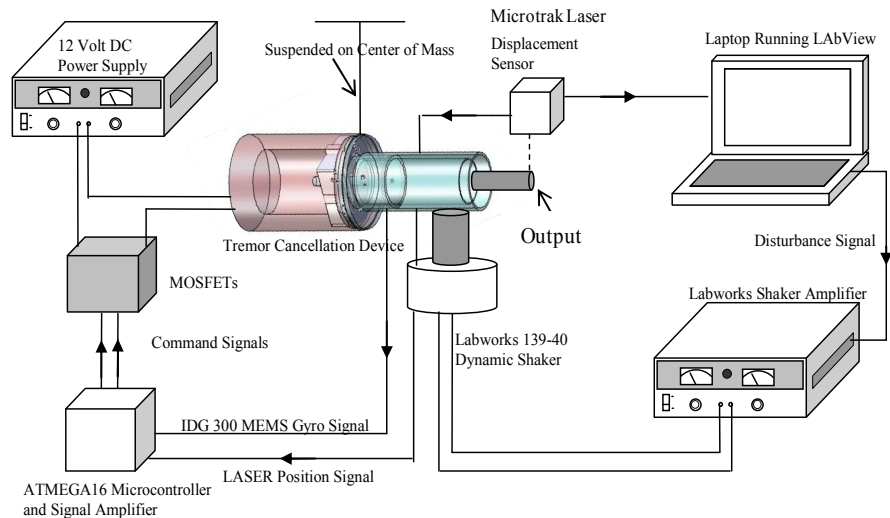 12 Volt DC
Power Supply
Suspended on Center of Mass
Microtrak Laser
Displacement
Sensor
Laptop Running LAbView
Output
Tremor Cancellation Device
Disturbance Signal
MOSFETs
Labworks Shaker Amplifier
Command Signals
Labworks 139-40
Dynamic Shaker
IDG 300 MEMS Gyro Signal
LASER Position Signal
ATMEGA16 Microcontroller
and Signal Amplifier